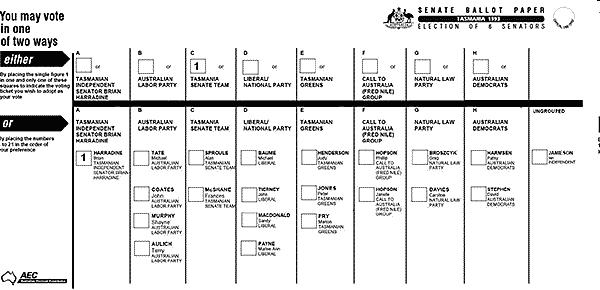 You may vote
in one
of two ways
SENATE BALLOT PAPER
TASMANIA 1993
ELECTION OF 6 SENATORS
either
By placing the single figure 1
in one and only one of these
squares to indicate the voting
ticket you wish to adopt as
your vote
A
or
TASMANIAN
INDEPENDENT
SENATOR BRIAN
HARRADINE
B
or
AUSTRALIAN
LABOR PARTY
C
1
or
TASMANIA
SENATE TEAM
D
or
LIBERAL/
NATIONAL PARTY
E
or
TASMANIAN
GREENS
F
or
CALL TO
AUSTRALIA
(FRED NILE)
GROUP
G
or
NATURAL LAW
PARTY
H
or
AUSTRALIAN
DEMOCRATS
or
By placing the numbers
to 21 in the order of
your preference
A
TASMANIAN
INDEPENDENT
SENATOR BRIAN
HARRADINE
1
HARRADINE
Brian
TASMANIAN
INDEPENDENT
SENATOR BRIAN
HARRADINE
B
AUSTRALIAN
LABOR PARTY
TATE
Michael
AUSTRALIAN
LABOR PARTY
COATES
John
AUSTRALIAN
LABOR PARTY
MURPHY
Shayne
AUSTRALIAN
LABOR PARTY
AULICH
Terry
AUSTRALIAN
LABOR PARTY
C
TASMANIA
SENATE TEAM
SPROULE
Alan
TASMANIA
SENATE TEAM
McSHANE
Frances
TASMANIA
SENATE TEAM
D
LIBERAL/
NATIONAL PARTY
BAUME
Michael
LIBERAL
TIERNEY
John
LIBERAL
MACDONALD
Sandy
LIBERAL
PAYNE
Marise Ann
LIBERAL
E
TASMANIAN
GREENS
HENDERSON
Judy
TASMANIAN
GREENS
JONES
Peter
TASMANIAN
GREENS
FRY
Marion
TASMANIAN
GREENS
F
CALL TO
AUSTRALIA
(FRED NILE)
GROUP
HOPSON
Phillip
CALL TO
AUSTRALIA
(FRED NILE)
GROUP
HOPSON
Janelle
CALL TO
AUSTRALIA
(FRED NILE)
GROUP
G
NATURAL LAW
PARTY
BRODSZYK
Greg
NATURAL LAW
PARTY
DAVIES
NATURAL LAW
PARTY
H
AUSTRALIAN
DEMOCRATS
HARMSEN
AUSTRALIAN
DEMOCRATS
STEPHEN
David
AUSTRALIAN
DEMOCRATS
UNGROUPED
JAMIESON
Ian
INDEPENDENT
AEC
Australian Electoral Commission